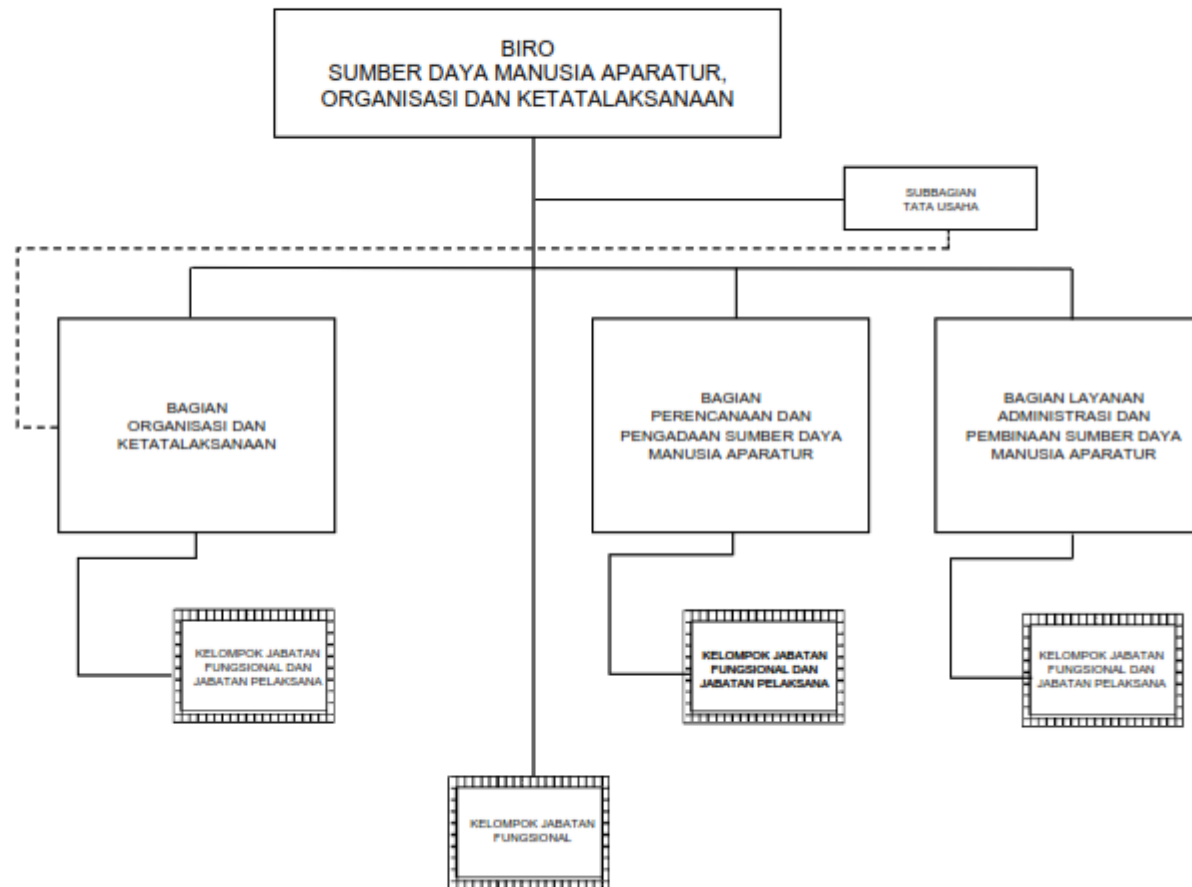 BIRO
SUMBER DAYA MANUSIA APARATUR,
ORGANISASI DAN KETATALAKSANAAN
SUBBAGIAN
TATA USAHA
BAGIAN
ORGANISASI DAN
KETATALAKSANAAN
BAGIAN
PERENCANAAN DAN
PENGADAAN SUMBER DAYA
MANUSIA APARATUR
BAGIAN LAYANAN
ADMINISTRASI DAN
PEMBINAAN SUMBER DAYA
MANUSIA APARATUR
KELOMPOK JABATAN
FUNGSIONAL DAN
JABATAN PELAKSANA
KELOMPOK JABATAN
FUNGSIONAL DAN
JABATAN PELAKSANA
KELOMPOK JABATAN
FUNGSIONAL DAN
JABATAN PELAKSANA
KELOMPOK JABATAN
FUNGSIONAL